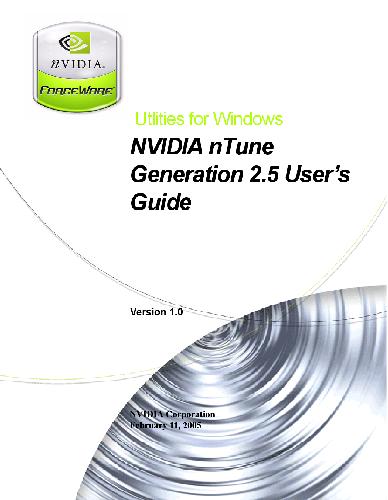 nVIDIA.
FORCEWARE
Utlities for Windows
NVIDIA nTune
Generation 2.5 User's
Guide
Version 1.0
NVIDIA Corporation
February 11, 2005